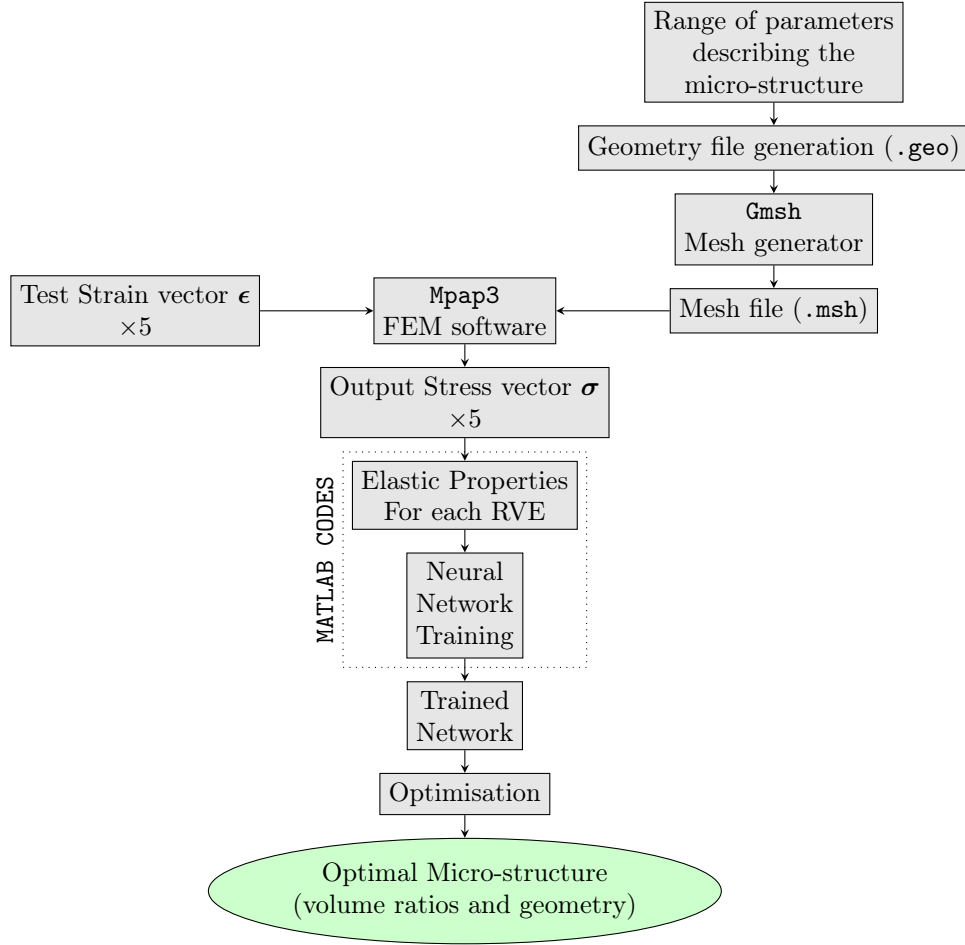 Range of parameters
describing the
micro-structure
Geometry file generation (.geo)
Gmsh
Mesh generator
Test Strain vector ϵ
×5
Mpap3
FEM software
Mesh file (.msh)
Output Stress vector σ
×5
MATLAB CODES
Elastic Properties
For each RVE
Neural
Network
Training
Trained
Network
Optimisation
Optimal Micro-structure
(volume ratios and geometry)